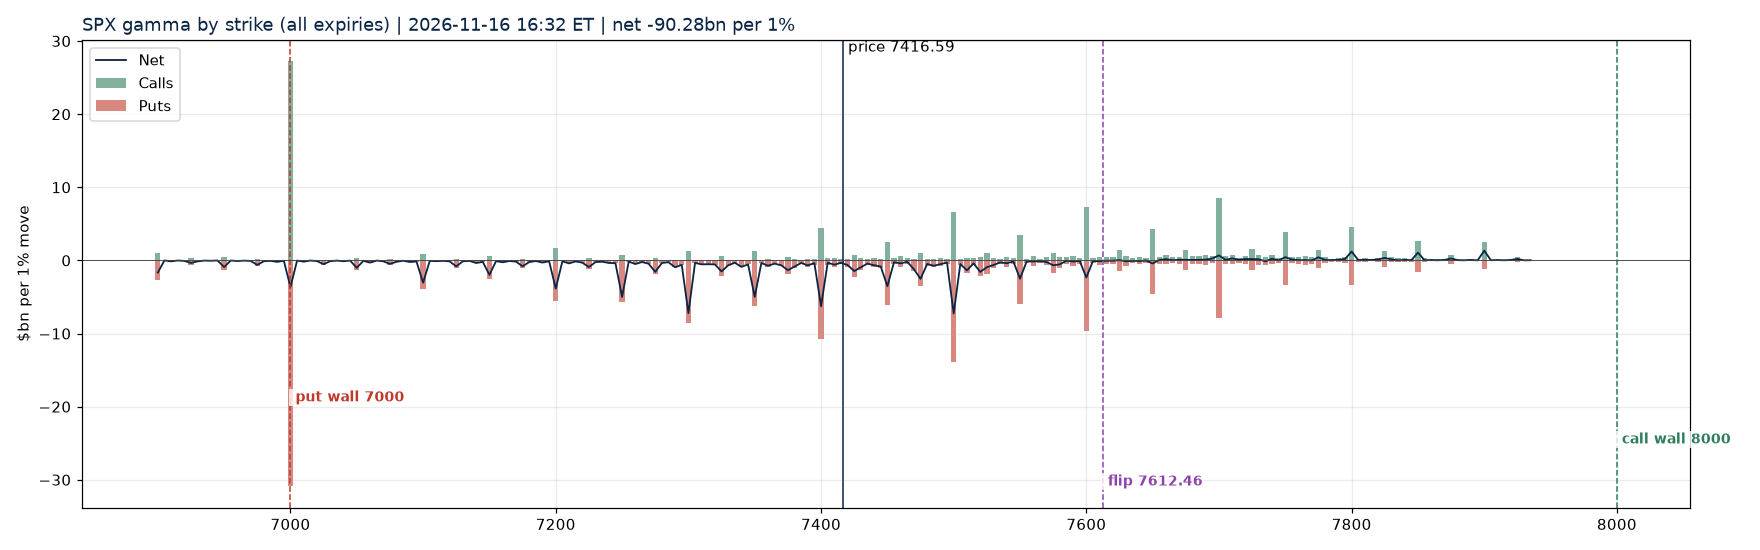 SPX gamma by strike (all expiries) | 2026-11-16 16:32 ET | net -90.28bn per 1%
30
20
10
0
−10
−20
−30
$bn per 1% move
Net
Calls
Puts
price 7416.59
put wall 7000
call wall 8000
flip 7612.46
7000
7200
7400
7600
7800
8000